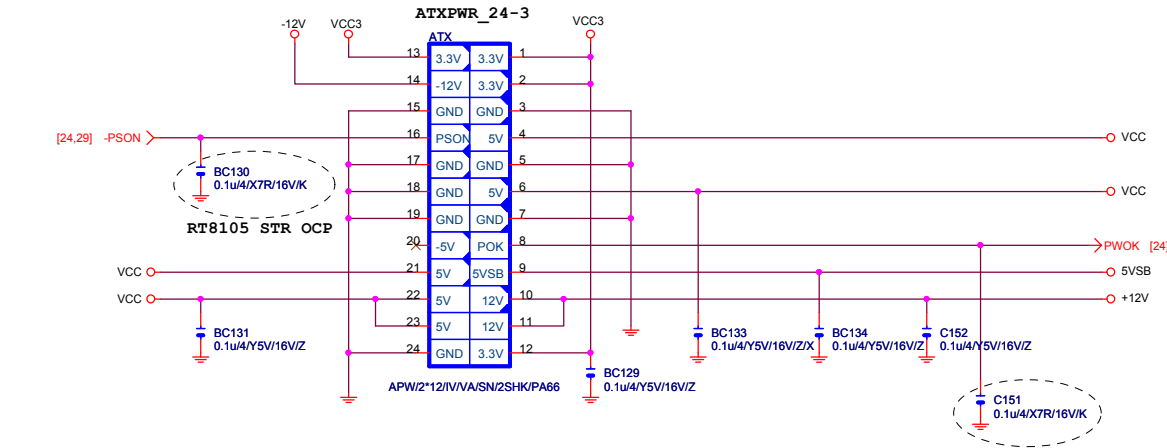 ATXPWR_24-3
-12V VCC3 VCC3
ATX
13 3.3V 3.3V 1
14 -12V 3.3V 2
15 GND GND 3
[24,29] -PSON 16 PSON 5V 4 VCC
17 GND GND 5
BC130
0.1u/4/X7R/16V/K
18 GND 5V 6 VCC
19 GND GND 7
RT8105 STR OCP
20 -5V POK 8 PWOK [24]
VCC 21 5V 5VSB 9 5VSB
VCC 22 5V 12V 10 +12V
23 5V 12V 11
BC131
0.1u/4/Y5V/16V/Z
BC133
0.1u/4/Y5V/16V/Z/X
BC134
0.1u/4/Y5V/16V/Z
C152
0.1u/4/Y5V/16V/Z
24 GND 3.3V 12
BC129
0.1u/4/Y5V/16V/Z
APW/2*12/IV/VA/SN/2SHK/PA66
C151
0.1u/4/X7R/16V/K